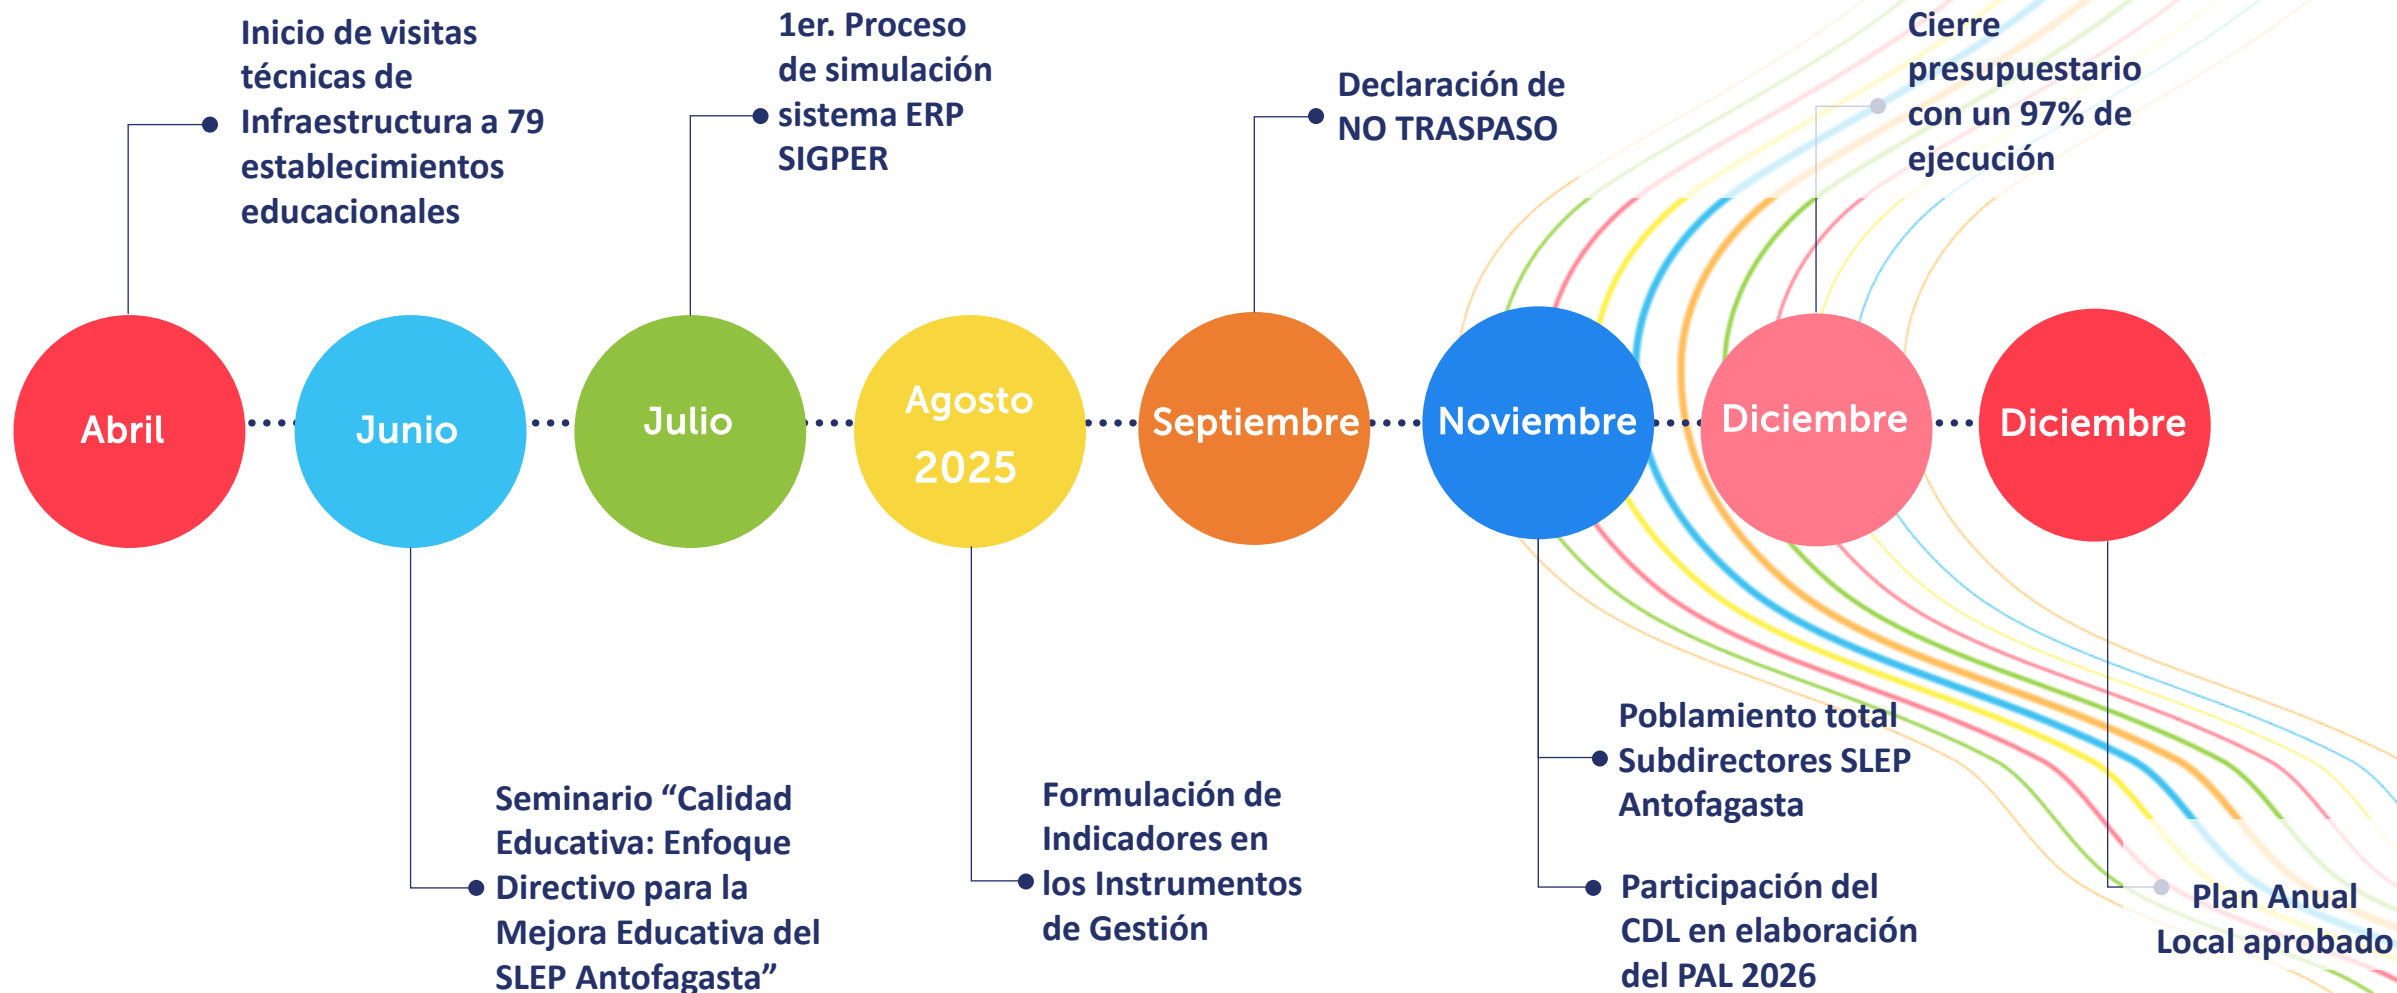 Inicio de visitas
técnicas de
Infraestructura a 79
establecimientos
educacionales
1er. Proceso
de simulación
sistema ERP
SIGPER
Declaración de
NO TRASPASO
Cierre
presupuestario
con un 97% de
ejecución
Abril
Junio
Julio
Agosto
2025
Septiembre
Noviembre
Diciembre
Diciembre
Seminario “Calidad
Educativa: Enfoque
Directivo para la
Mejora Educativa del
SLEP Antofagasta”
Formulación de
Indicadores en
los Instrumentos
de Gestión
Poblamiento total
Subdirectores SLEP
Antofagasta
Participación del
CDL en elaboración
del PAL 2026
Plan Anual
Local aprobado